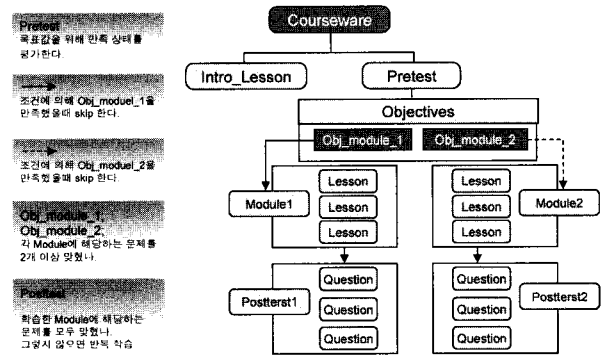 Pretest
목표값을 위해 만족 상태를
평가한다.
조건에 의해 Obj_moduel_1을
만족했을때 skip 한다.
조건에 의해 Obj_moduel_2를
만족했을때 skip 한다.
Obj_module_1,
Obj_module_2,
각 Module에 해당하는 문제를
2개 이상 맞혔나.
Posttest
학습한 Module에 해당하는
문제를 모두 맞혔나.
그렇지 않으면 반복 학습
Courseware
Intro_Lesson
Pretest
Objectives
Obj_module_1
Obj_module_2
Module1
Lesson
Lesson
Lesson
Lesson
Lesson
Lesson
Module2
Postterst1
Question
Question
Question
Question
Question
Question
Postterst2